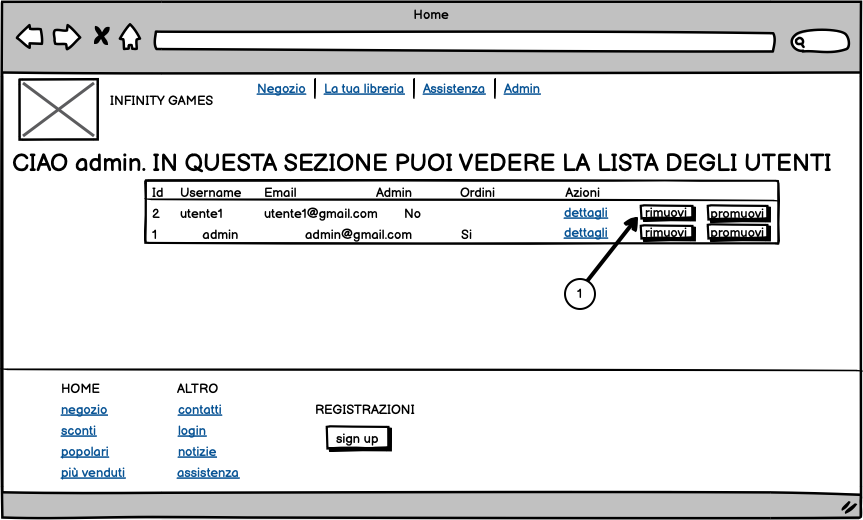 Home
Negozio La tua libreria Assistenza Admin
INFINITY GAMES
CIAO admin. IN QUESTA SEZIONE PUOI VEDERE LA LISTA DEGLI UTENTI
Id Username Email Admin Ordini Azioni
2 utente1 utente1@gmail.com No dettagli rimuovi promuovi
1 admin admin@gmail.com Si dettagli rimuovi promuovi
1
HOME ALTRO
negozio contatti REGISTRAZIONI
sconti login sign up
popolari notizie
più venduti assistenza